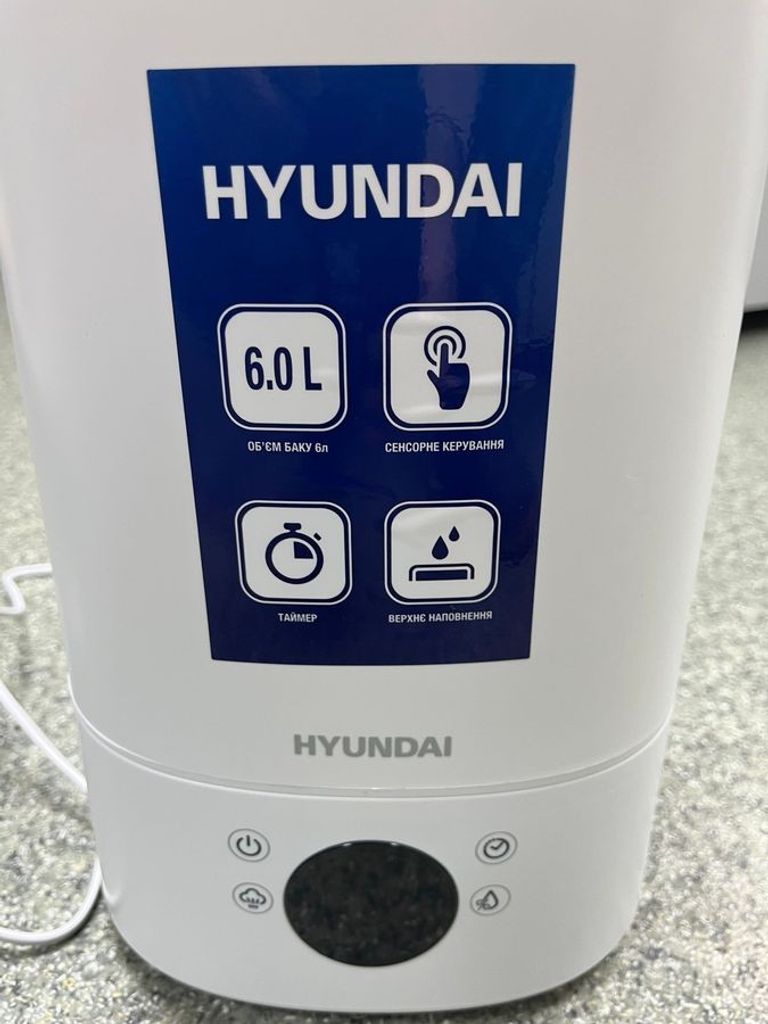 HYUNDAI
6.0 L
ОБ'ЄМ БАКУ 6л
СЕНСОРНЕ КЕРУВАННЯ
ТАЙМЕР
ВЕРХНЄ НАПОВНЕННЯ
HYUNDAI